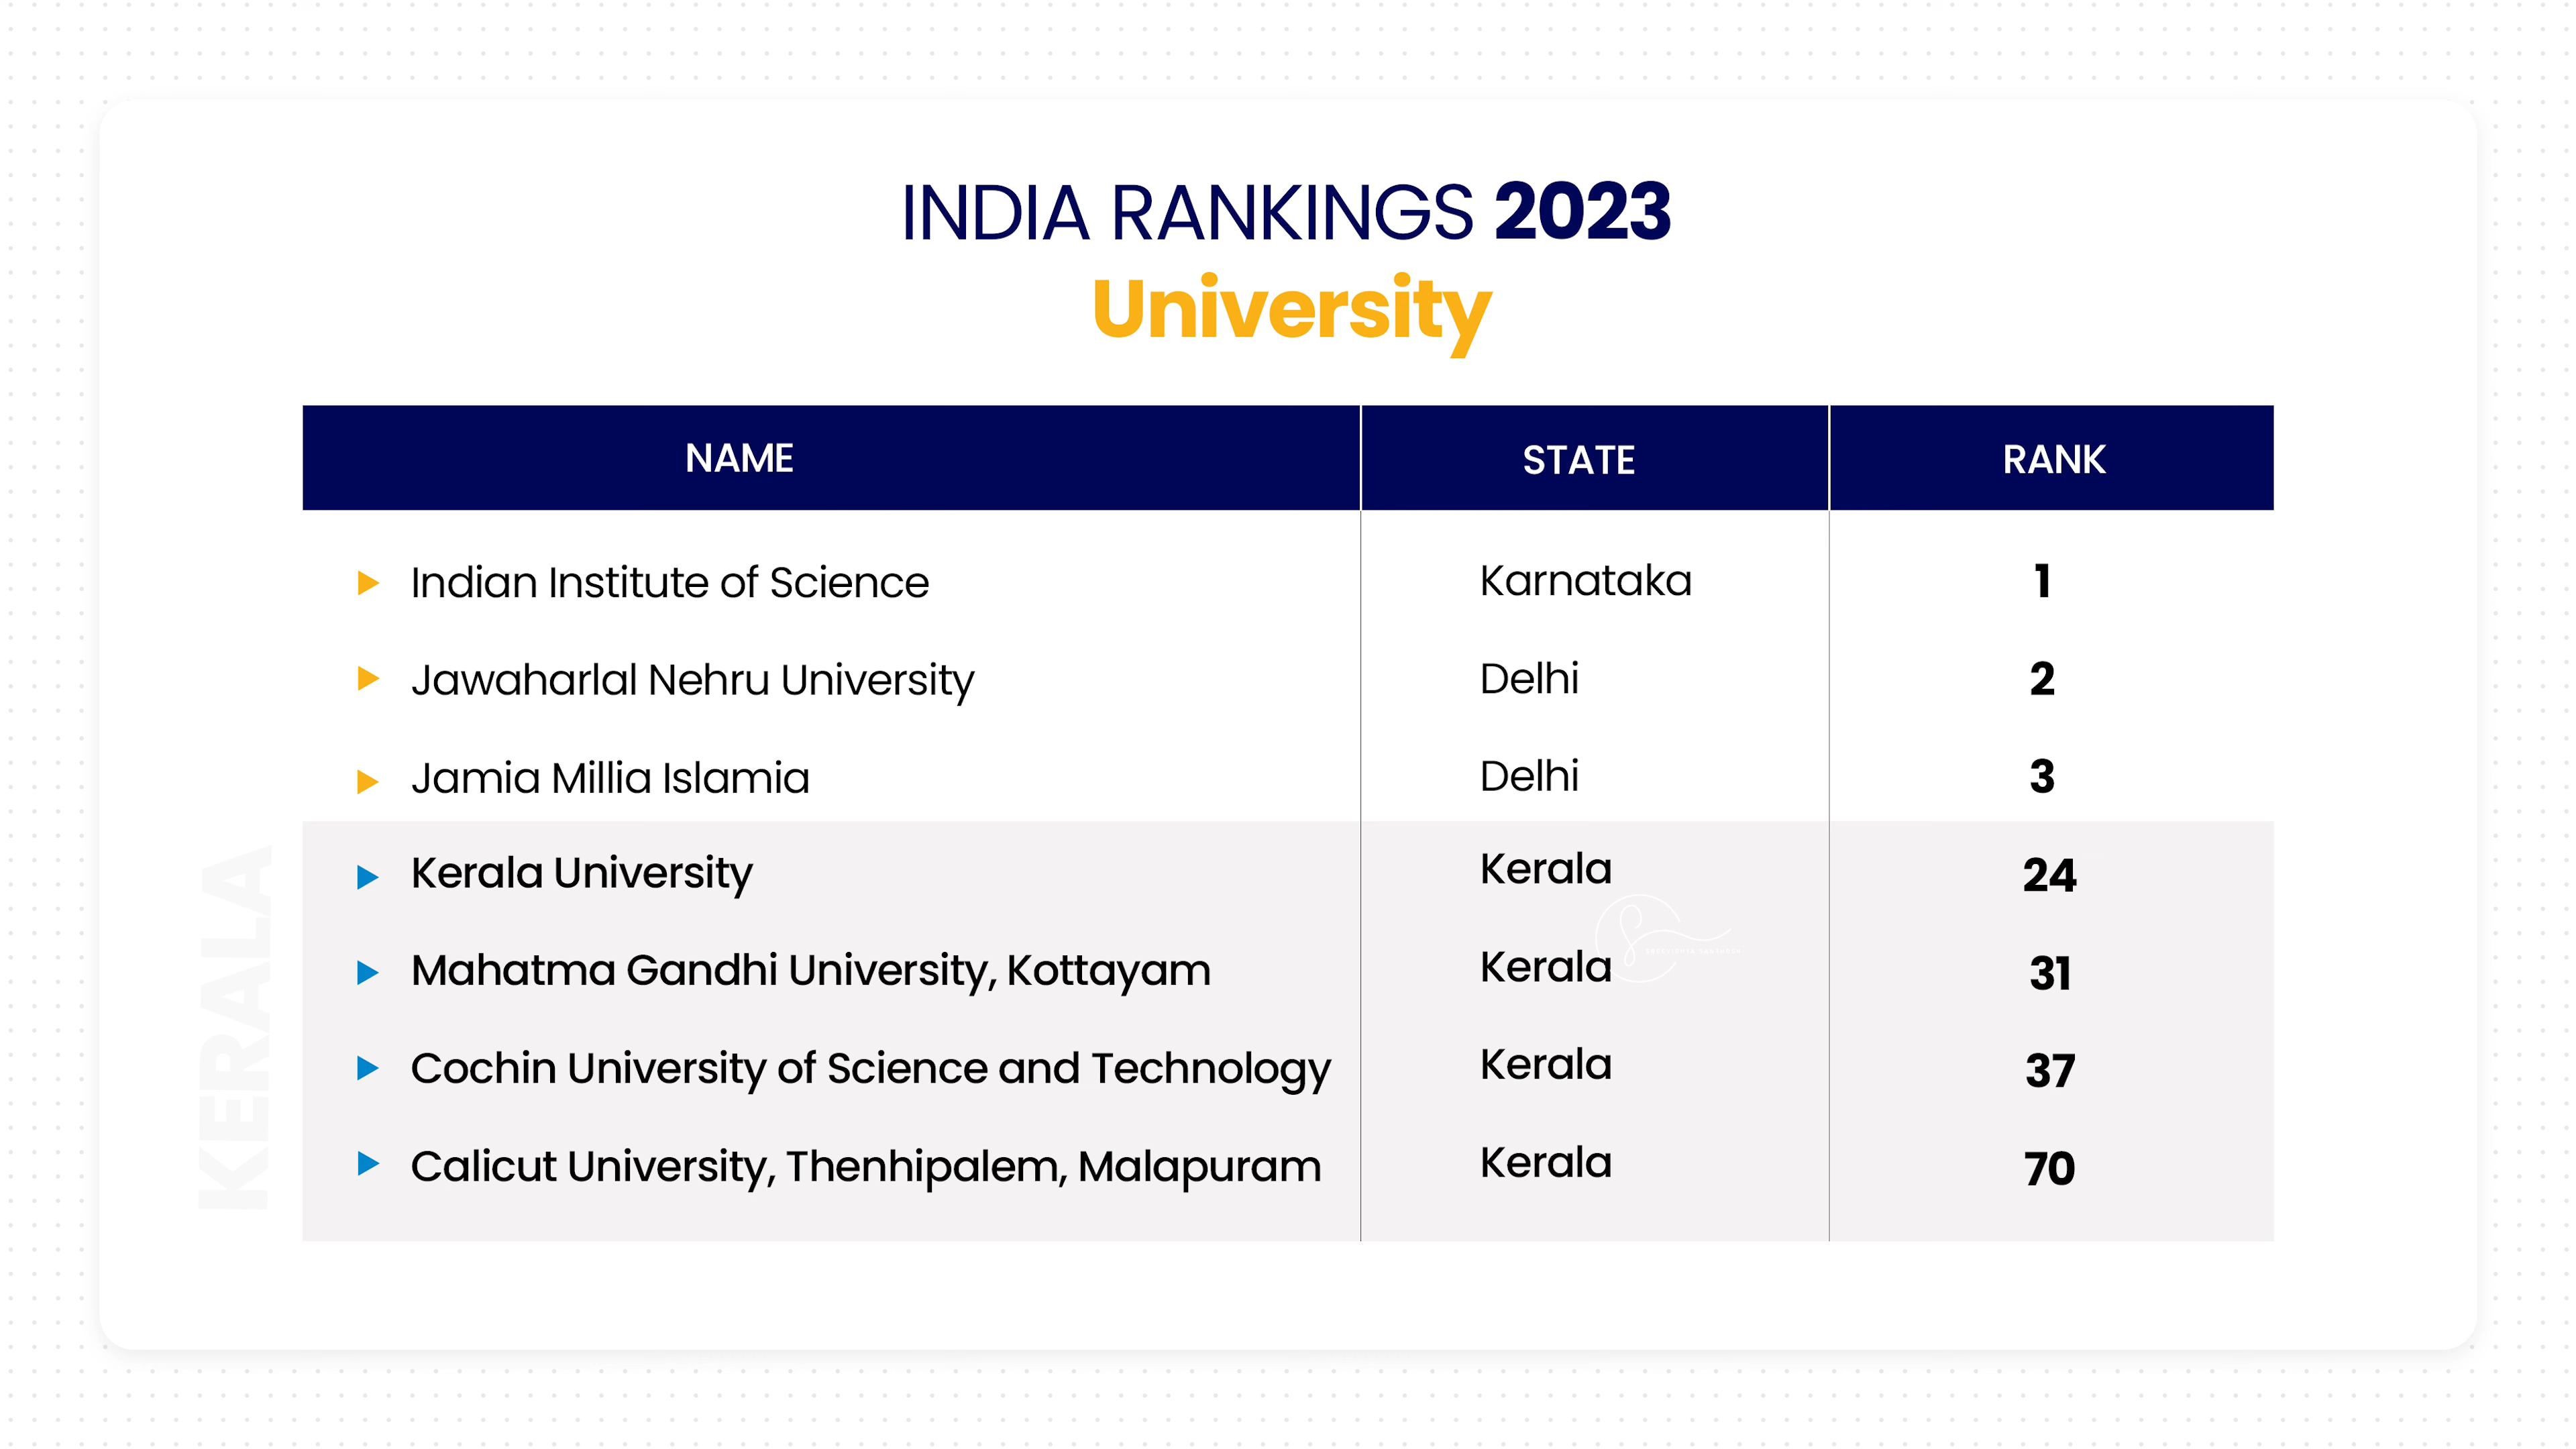 INDIA RANKINGS 2023
University
NAME STATE RANK
Indian Institute of Science Karnataka 1
Jawaharlal Nehru University Delhi 2
Jamia Millia Islamia Delhi 3
KERALA
Kerala University Kerala 24
Mahatma Gandhi University, Kottayam Kerala 31
Cochin University of Science and Technology Kerala 37
Calicut University, Thenhipalem, Malapuram Kerala 70